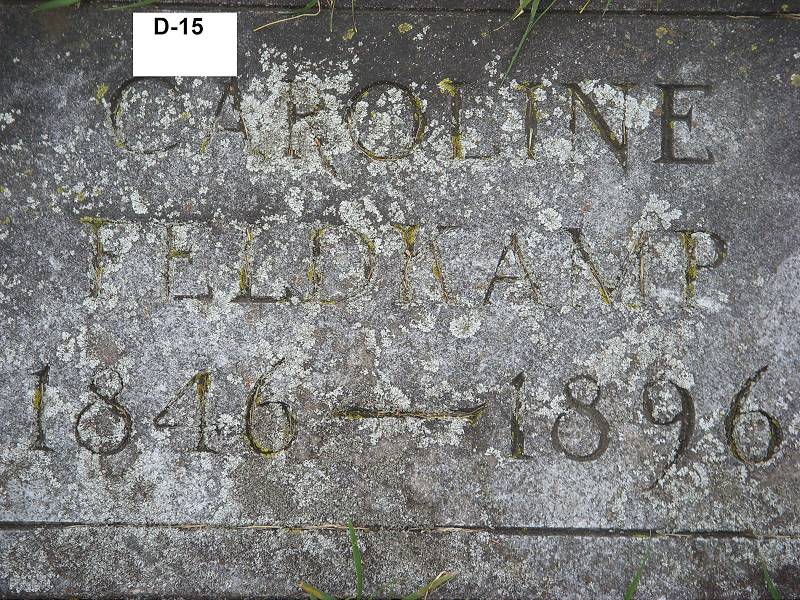 D-15
CAROLINE
FELDKAMP
1846 — 1896